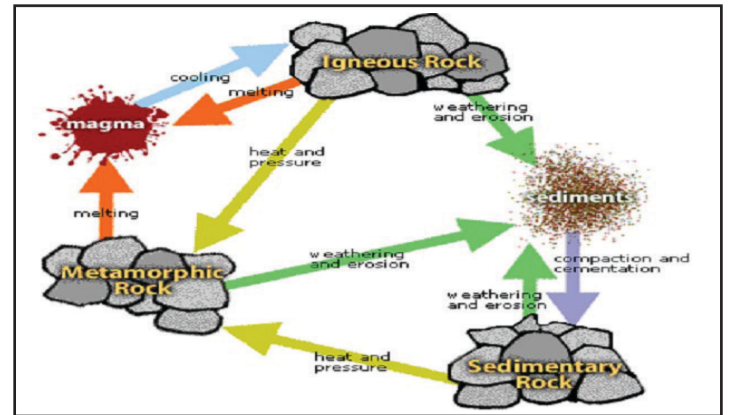 Igneous Rock
cooling
melting
magma
weathering
and erosion
heat and
pressure
sediments
melting
weathering
and erosion
compaction and
cementation
Metamorphic
Rock
weathering
and erosion
heat and
pressure
Sedimentary
Rock